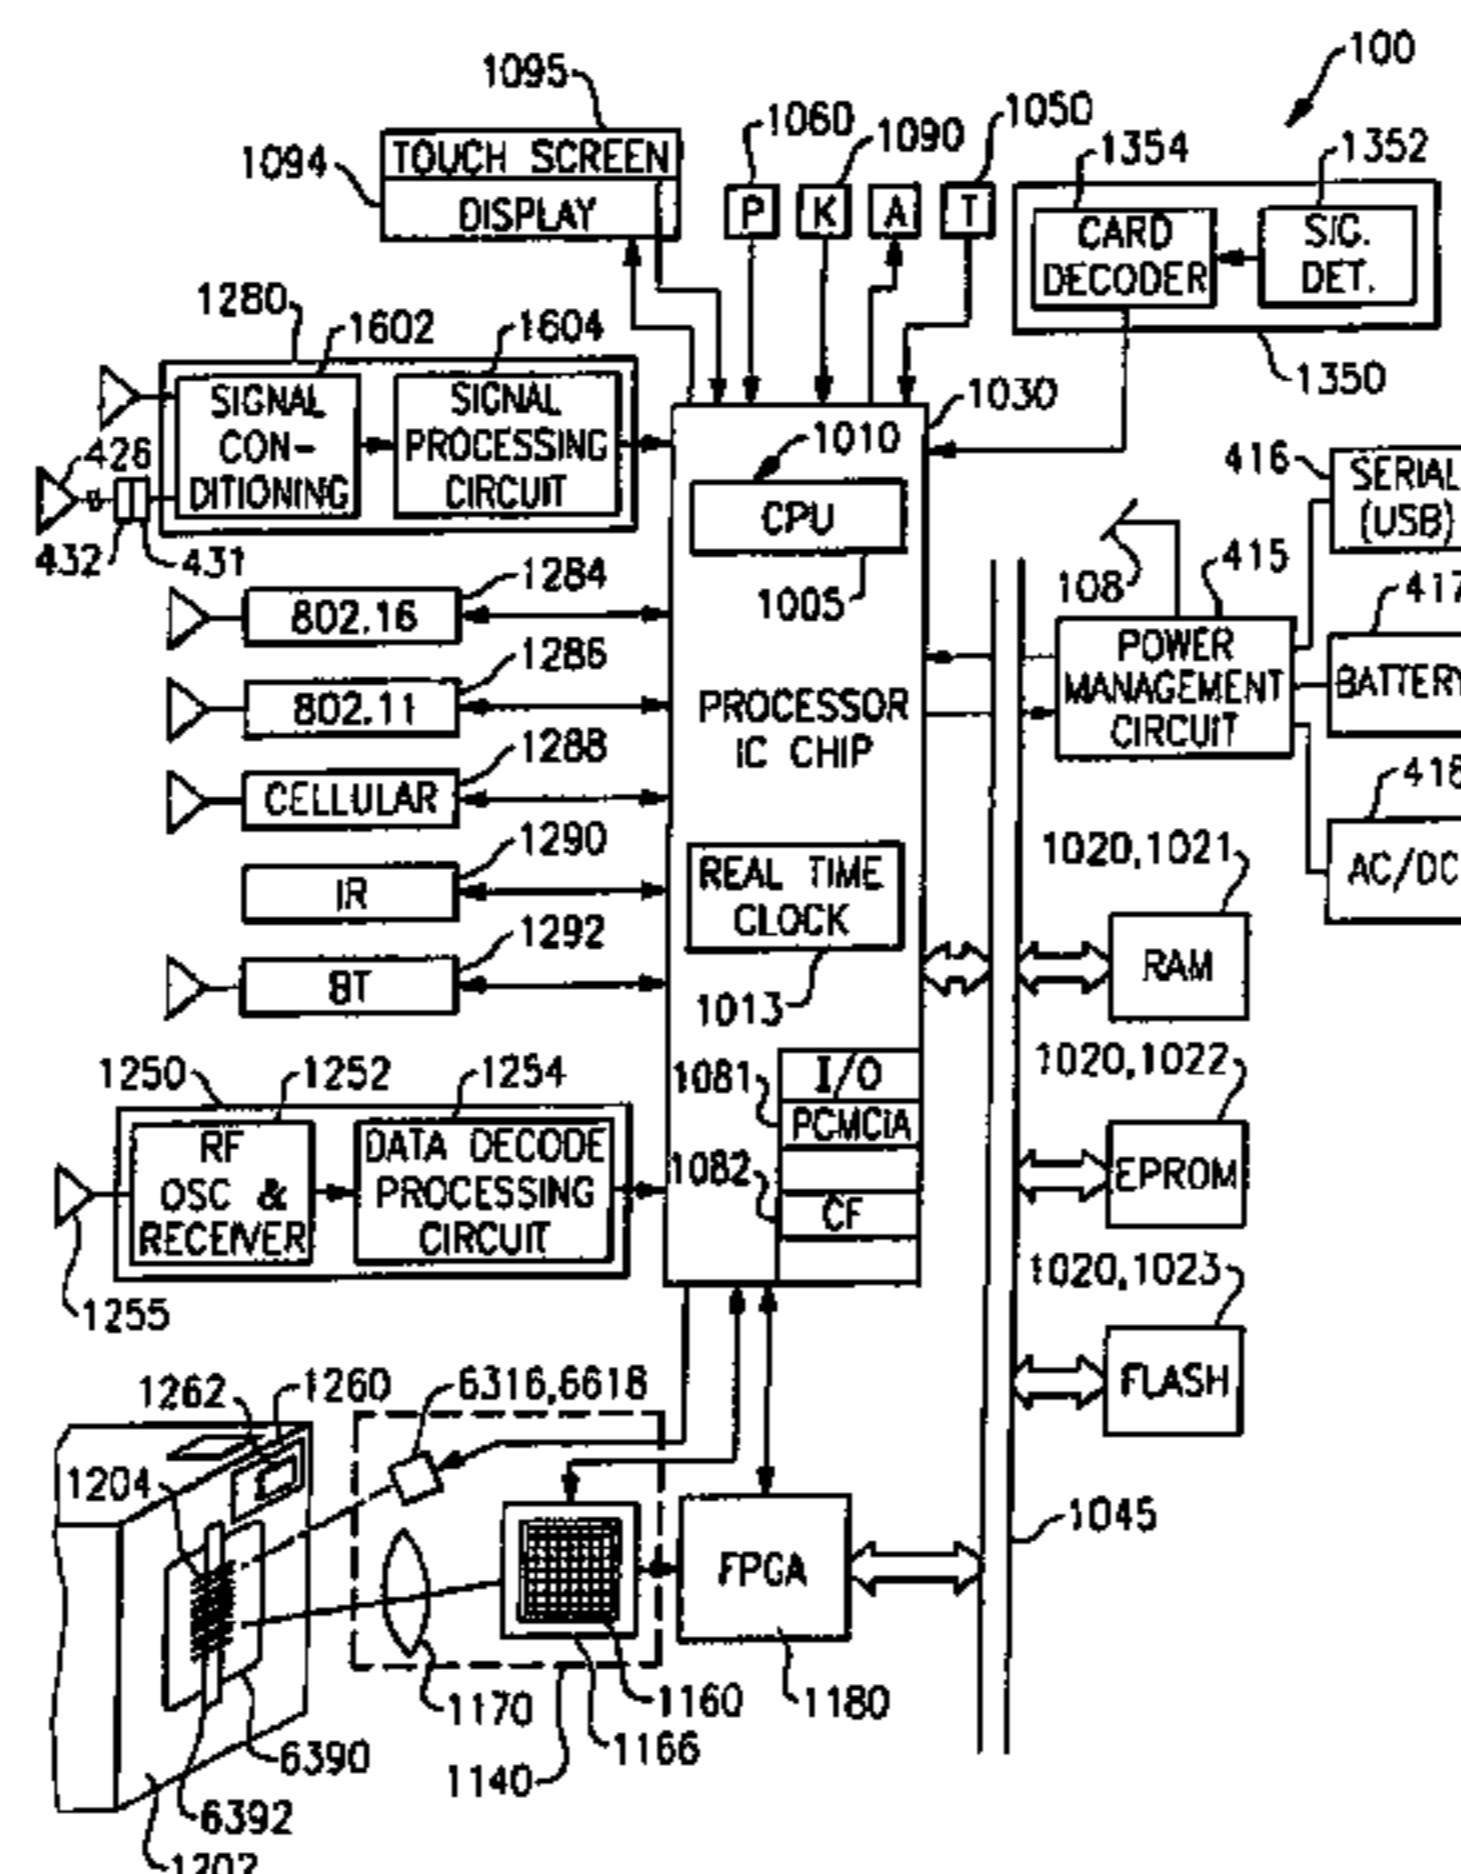 100
1095
1060
1090
1050
1354
1352
1094
TOUCH SCREEN
DISPLAY
P
K
A
T
CARD
DECODER
SIG.
DET.
1350
1280
1602
1604
SIGNAL
CON-
DITIONING
SIGNAL
PROCESSING
CIRCUIT
426
432
431
1030
1010
CPU
1005
416
SERIAL
(USB)
108
415
417
POWER
MANAGEMENT
CIRCUIT
BATTERY
AC/DC
1284
802.16
1286
802.11
1288
CELLULAR
1290
IR
1292
BT
PROCESSOR
IC CHIP
REAL TIME
CLOCK
1013
1020,1021
RAM
1020,1022
EPROM
1020,1023
FLASH
1250
1252
1254
RF
OSC &
RECEIVER
DATA DECODE
PROCESSING
CIRCUIT
1255
1081
I/O
PCMCIA
1082
CF
1262
1260
6316,6618
1204
FPGA
1045
1170
1160
1180
1166
1140
6390
6392
1202